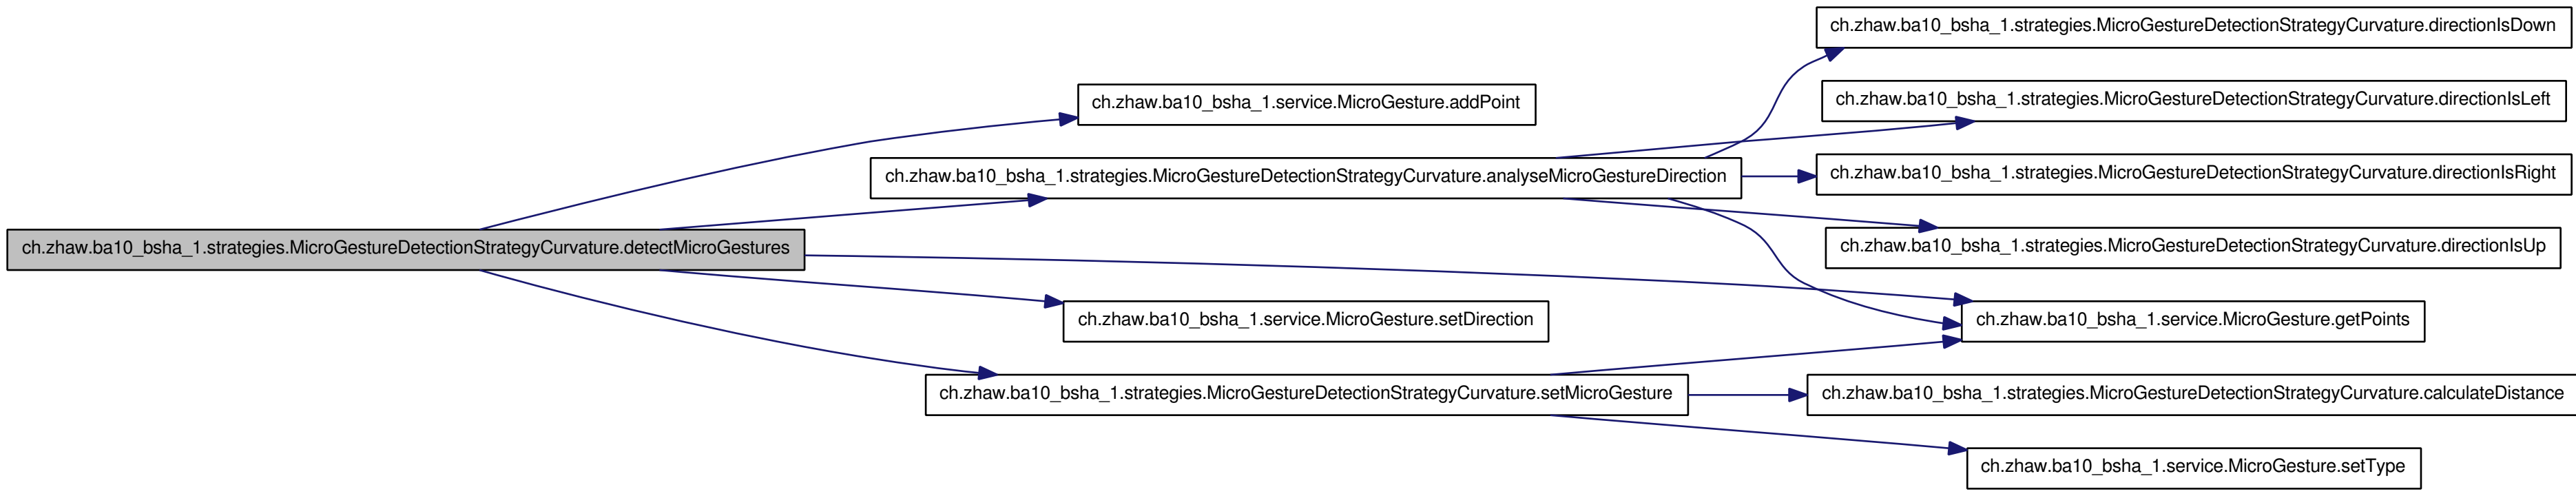 ch.zhaw.ba10_bsha_1.strategies.MicroGestureDetectionStrategyCurvature.directionIsDown
ch.zhaw.ba10_bsha_1.service.MicroGesture.addPoint
ch.zhaw.ba10_bsha_1.strategies.MicroGestureDetectionStrategyCurvature.directionIsLeft
ch.zhaw.ba10_bsha_1.strategies.MicroGestureDetectionStrategyCurvature.analyseMicroGestureDirection
ch.zhaw.ba10_bsha_1.strategies.MicroGestureDetectionStrategyCurvature.directionIsRight
ch.zhaw.ba10_bsha_1.strategies.MicroGestureDetectionStrategyCurvature.detectMicroGestures
ch.zhaw.ba10_bsha_1.strategies.MicroGestureDetectionStrategyCurvature.directionIsUp
ch.zhaw.ba10_bsha_1.service.MicroGesture.setDirection
ch.zhaw.ba10_bsha_1.service.MicroGesture.getPoints
ch.zhaw.ba10_bsha_1.strategies.MicroGestureDetectionStrategyCurvature.setMicroGesture
ch.zhaw.ba10_bsha_1.strategies.MicroGestureDetectionStrategyCurvature.calculateDistance
ch.zhaw.ba10_bsha_1.service.MicroGesture.setType